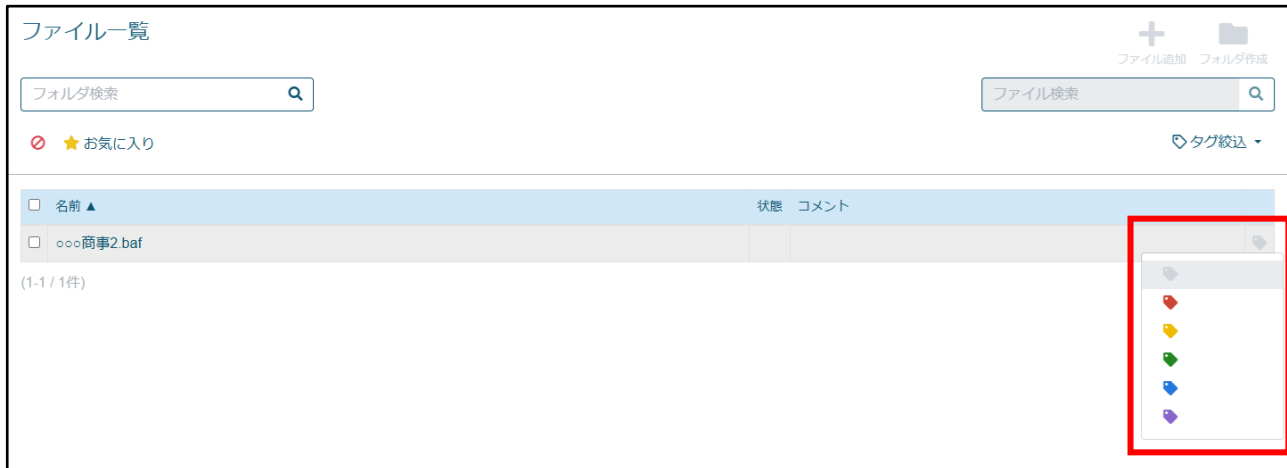 ファイル一覧
ファイル追加 フォルダ作成
フォルダ検索
ファイル検索
お気に入り
タグ絞込
名前▲ 状態 コメント
○○○商事2.baf
(1-1 / 1件)